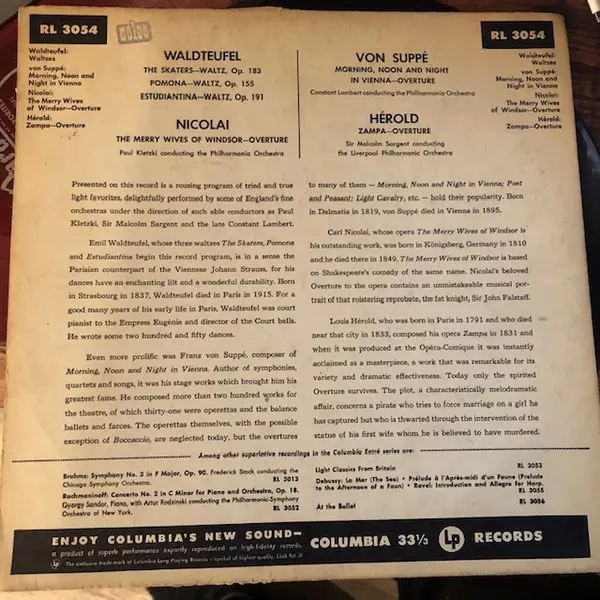 RL 3054
RL 3054
Waldteufel:
Waltzes
von Suppé:
Morning, Noon and
Night in Vienna
Nicolai:
The Merry Wives
of Windsor—Overture
Hérold:
Zampa—Overture
WALDTEUFEL
THE SKATERS—WALTZ, Op. 183
POMONA—WALTZ, Op. 155
ESTUDIANTINA—WALTZ, Op. 191
NICOLAI
THE MERRY WIVES OF WINDSOR—OVERTURE
Paul Kletzki conducting the Philharmonia Orchestra
VON SUPPÉ
MORNING, NOON AND NIGHT
IN VIENNA—OVERTURE
Constant Lambert conducting the Philharmonia Orchestra
HÉROLD
ZAMPA—OVERTURE
Sir Malcolm Sargent conducting
the Liverpool Philharmonic Orchestra
Waldteufel:
Waltzes
von Suppé:
Morning, Noon and
Night in Vienna
Nicolai:
The Merry Wives
of Windsor—Overture
Hérold:
Zampa—Overture
Presented on this record is a rousing program of tried and true
light favorites, delightfully performed by some of England's fine
orchestras under the direction of such able conductors as Paul
Kletzki, Sir Malcolm Sargent and the late Constant Lambert.
Emil Waldteufel, whose three waltzes The Skaters, Pomona
and Estudiantina begin this record program, is in a sense the
Parisian counterpart of the Viennese Johann Strauss, for his
dances have an enchanting lilt and a wonderful durability. Born
in Strasbourg in 1837, Waldteufel died in Paris in 1915. For a
good many years of his early life in Paris, Waldteufel was court
pianist to the Empress Eugénie and director of the Court balls.
He wrote some two hundred and fifty dances.
Even more prolific was Franz von Suppé, composer of
Morning, Noon and Night in Vienna. Author of symphonies,
quartets and songs, it was his stage works which brought him his
greatest fame. He composed more than two hundred works for
the theatre, of which thirty-one were operettas and the balance
ballets and farces. The operettas themselves, with the possible
exception of Boccaccio, are neglected today, but the overtures
to many of them — Morning, Noon and Night in Vienna; Poet
and Peasant; Light Cavalry, etc. — hold their popularity. Born
in Dalmatia in 1819, von Suppé died in Vienna in 1895.
Carl Nicolai, whose opera The Merry Wives of Windsor is
his outstanding work, was born in Königsberg, Germany in 1810
and he died there in 1849. The Merry Wives of Windsor is based
on Shakespeare's comedy of the same name. Nicolai's beloved
Overture to the opera contains an unmistakeable musical por-
trait of that roistering reprobate, the fat knight, Sir John Falstaff.
Louis Hérold, who was born in Paris in 1791 and who died
near that city in 1833, composed his opera Zampa in 1831 and
when it was produced at the Opéra-Comique it was instantly
acclaimed as a masterpiece, a work that was remarkable for its
variety and dramatic effectiveness. Today only the spirited
Overture survives. The plot, a characteristically melodramatic
affair, concerns a pirate who tries to force marriage on a girl he
has captured but who is thwarted through the intervention of the
statue of his first wife whom he is believed to have murdered.
Among other superlative recordings in the Columbia Entré series are:
Brahms: Symphony No. 3 in F Major, Op. 90. Frederick Stock conducting the
Chicago Symphony Orchestra. RL 3013
Rachmaninoff: Concerto No. 2 in C Minor for Piano and Orchestra, Op. 18.
Gyorgy Sandor, Piano, with Artur Rodzinski conducting the Philharmonic-Symphony
Orchestra of New York. RL 3052
Light Classics From Britain RL 3053
Debussy: La Mer (The Sea) • Prélude à l'Après-midi d'un Faune (Prelude
to the Afternoon of a Faun) • Ravel: Introduction and Allegro for Harp.
RL 3055
At the Ballet RL 3056
ENJOY COLUMBIA'S NEW SOUND—
a product of superb performance expertly reproduced on high-fidelity records.
Lp The exclusive trade mark of Columbia Long Playing Records—symbol of highest quality. Look for it!
COLUMBIA 33⅓ Lp RECORDS